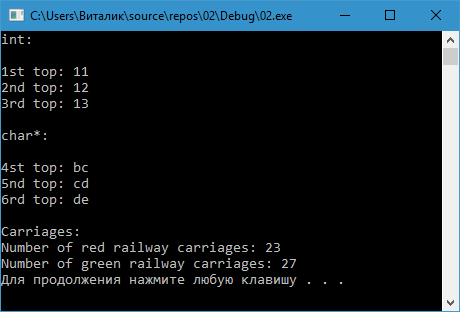 C:\Users\Виталик\source\repos\02\Debug\02.exe
int:
1st top: 11
2nd top: 12
3rd top: 13
char*:
4st top: bc
5nd top: cd
6rd top: de
Carriages:
Number of red railway carriages: 23
Number of green railway carriages: 27
Для продолжения нажмите любую клавишу . . .